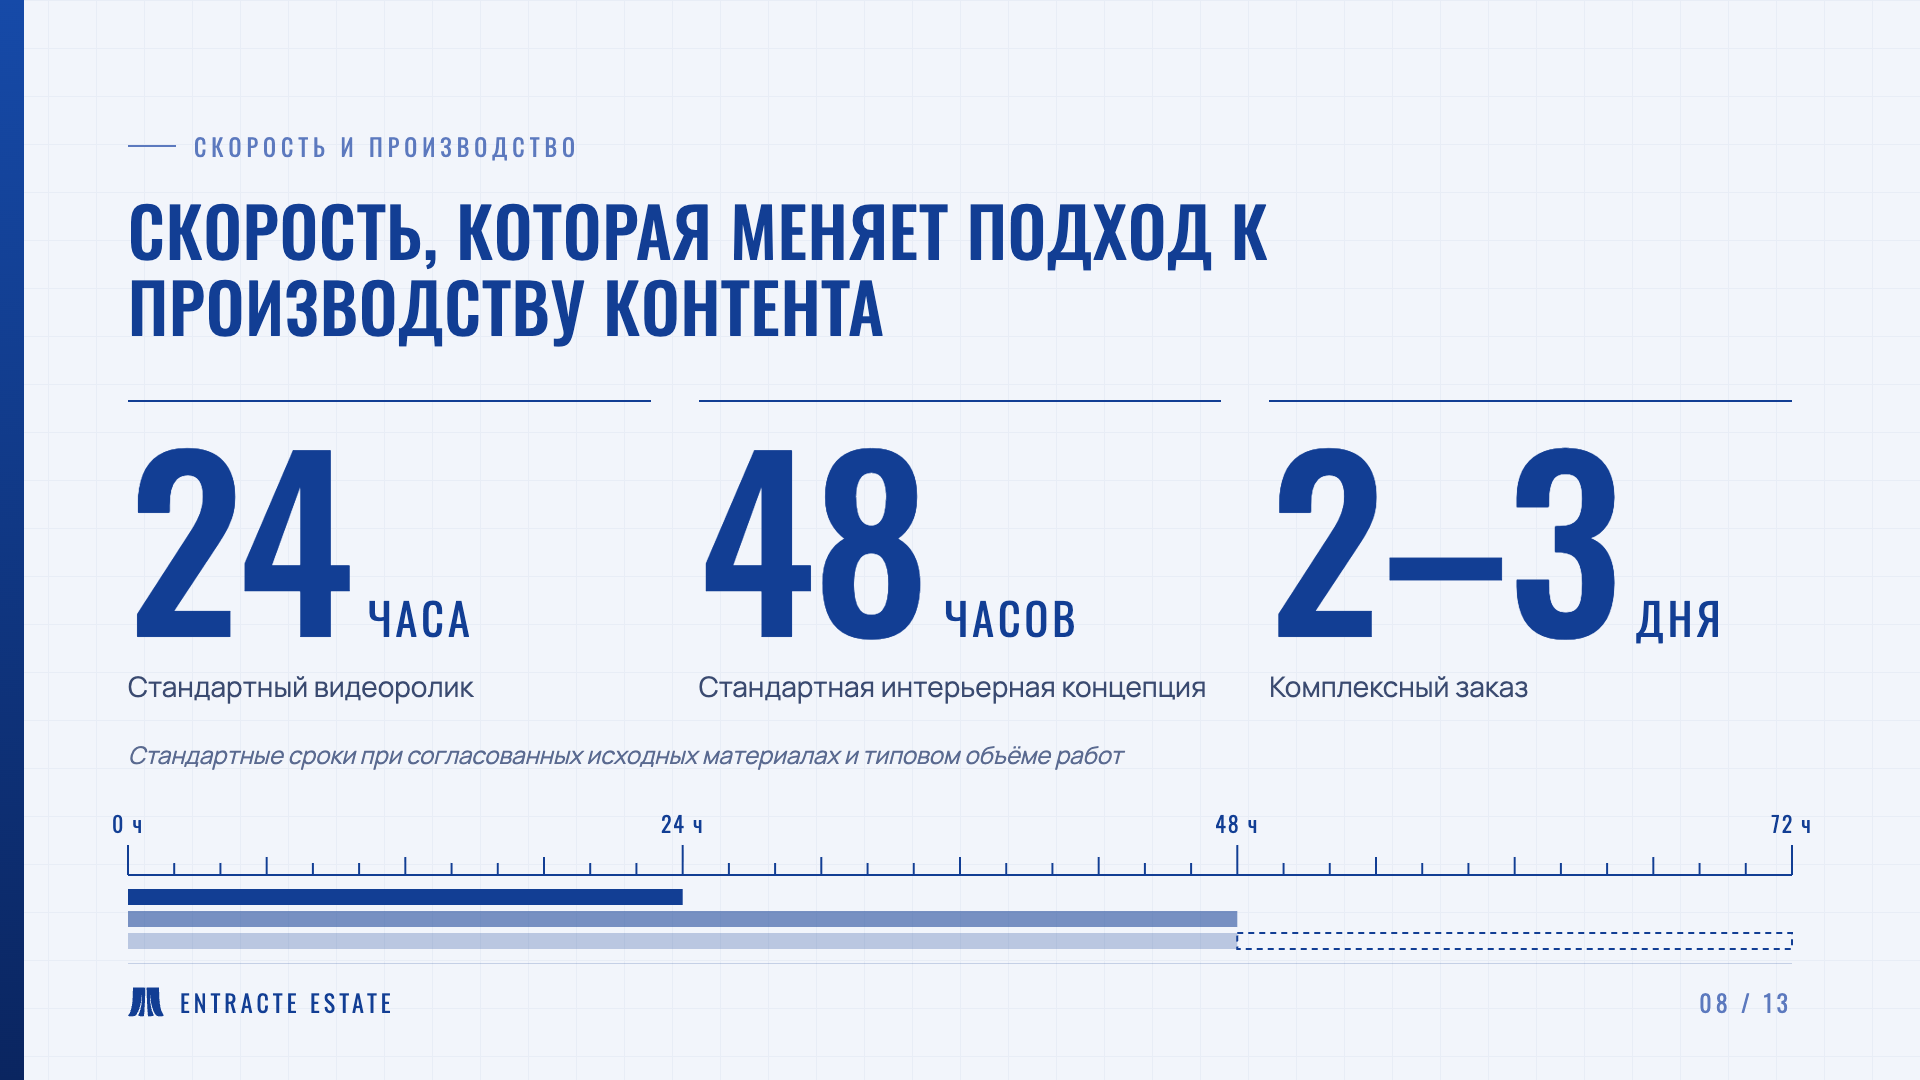 СКОРОСТЬ И ПРОИЗВОДСТВО
СКОРОСТЬ, КОТОРАЯ МЕНЯЕТ ПОДХОД К
ПРОИЗВОДСТВУ КОНТЕНТА
24 ЧАСА
Стандартный видеоролик
48 ЧАСОВ
Стандартная интерьерная концепция
2–3 ДНЯ
Комплексный заказ
Стандартные сроки при согласованных исходных материалах и типовом объёме работ
0 ч 24 ч 48 ч 72 ч
ENTRACTE ESTATE
08 / 13